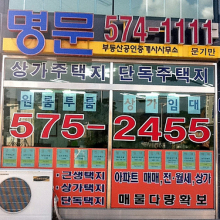 명문 574-1111
부동산공인중개사사무소 문기만
상가주택지 단독주택지
원룸투룸 상가임대
575-2455
·근생택지
·상가택지
·단독택지
아파트 매매,전,월세,상가
매물다량확보